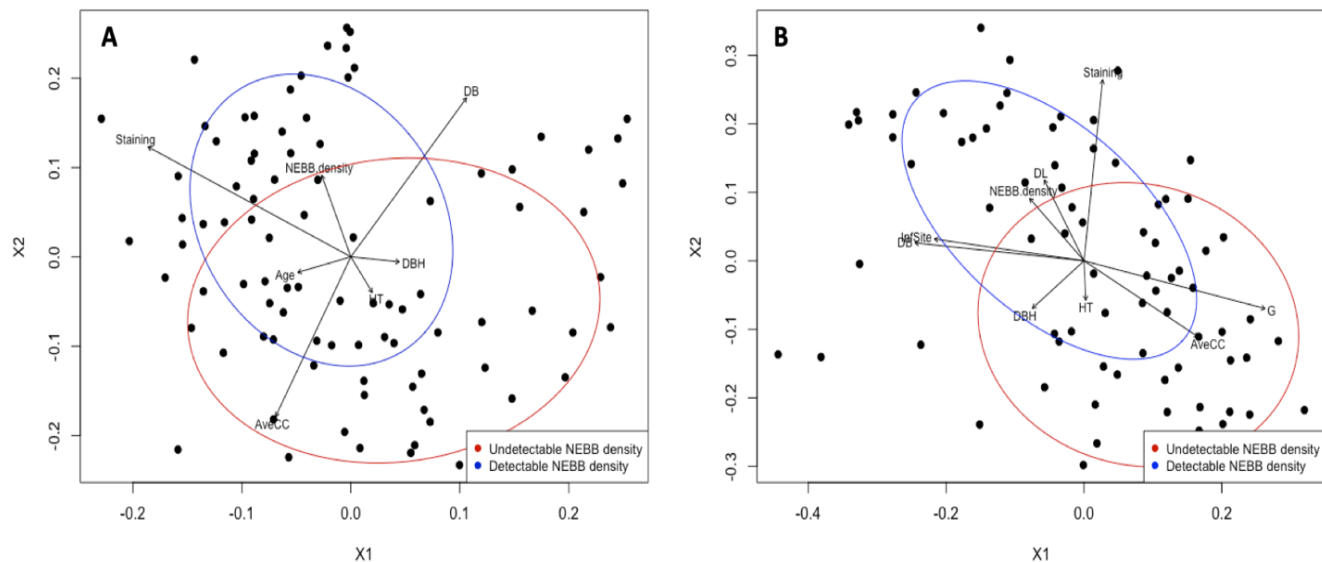 A
0.2
0.1
0.0
-0.1
-0.2
X2
DB
Staining
NEBB.density
DBH
Age
HT
AveCC
Undetectable NEBB density
Detectable NEBB density
-0.2
-0.1
0.0
0.1
0.2
X1
B
0.3
0.2
0.1
0.0
-0.1
-0.2
-0.3
X2
Staining
DL
NEBB.density
InfSite
DB
DBH
HT
G
AveCC
Undetectable NEBB density
Detectable NEBB density
-0.4
-0.2
0.0
0.2
X1